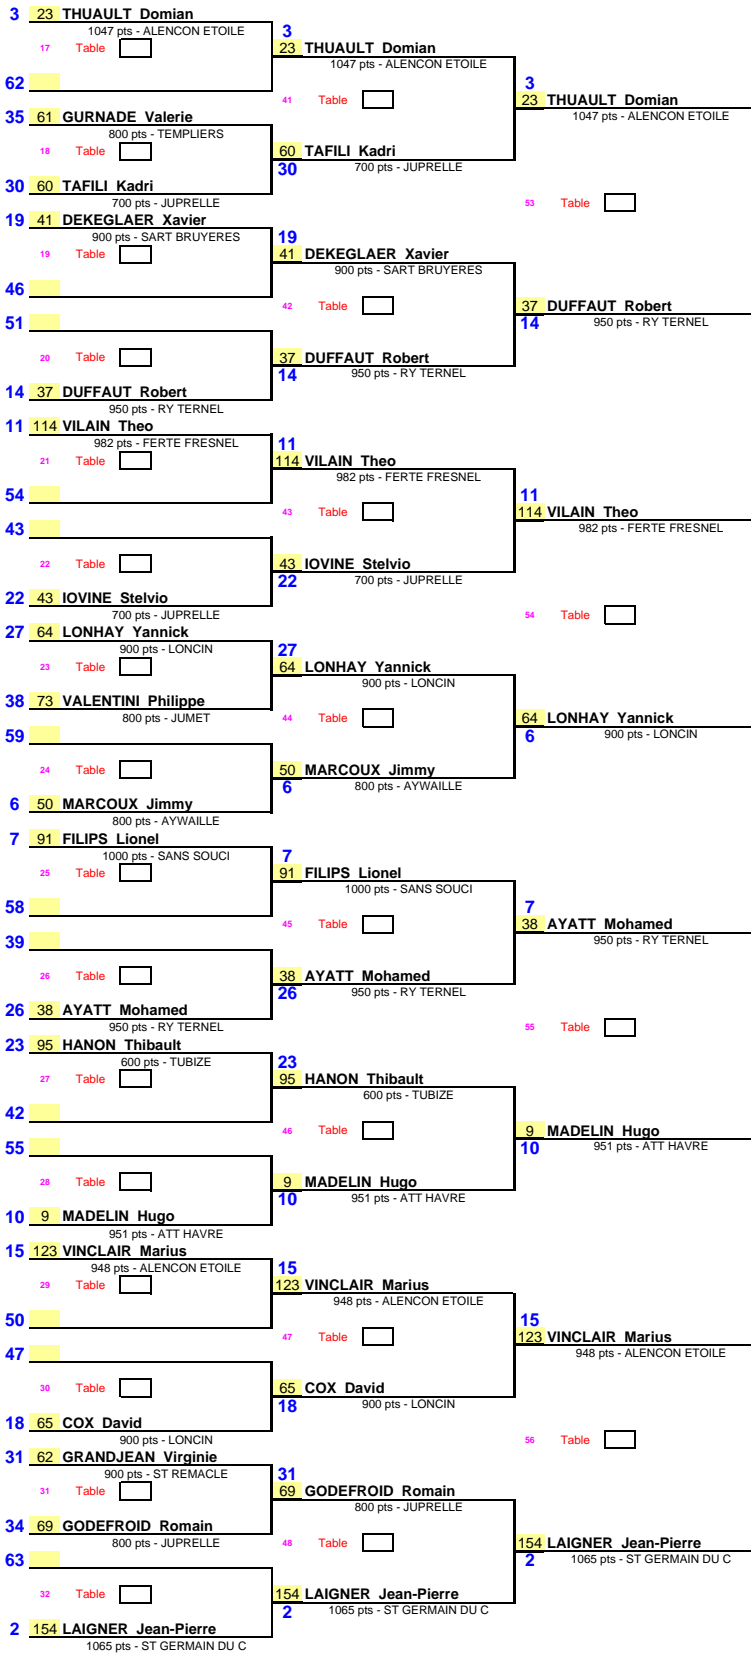 3 23 THUAULT Domian
1047 pts - ALENCON ETOILE
3
17 Table
23 THUAULT Domian
1047 pts - ALENCON ETOILE
62
3
41 Table
23 THUAULT Domian
35 61 GURNADE Valerie
1047 pts - ALENCON ETOILE
800 pts - TEMPLIERS
18 Table
60 TAFILI Kadri
30
700 pts - JUPRELLE
30 60 TAFILI Kadri
700 pts - JUPRELLE
53 Table
19 41 DEKEGLAER Xavier
900 pts - SART BRUYERES
19
19 Table
41 DEKEGLAER Xavier
900 pts - SART BRUYERES
46
42 Table
37 DUFFAUT Robert
51
14
950 pts - RY TERNEL
20 Table
37 DUFFAUT Robert
14
950 pts - RY TERNEL
14 37 DUFFAUT Robert
950 pts - RY TERNEL
11 114 VILAIN Theo
982 pts - FERTE FRESNEL
11
21 Table
114 VILAIN Theo
982 pts - FERTE FRESNEL
54
11
43 Table
114 VILAIN Theo
43
982 pts - FERTE FRESNEL
22 Table
43 IOVINE Stelvio
22
700 pts - JUPRELLE
22 43 IOVINE Stelvio
700 pts - JUPRELLE
54 Table
27 64 LONHAY Yannick
900 pts - LONCIN
27
23 Table
64 LONHAY Yannick
900 pts - LONCIN
38 73 VALENTINI Philippe
800 pts - JUMET
44 Table
64 LONHAY Yannick
59
6
900 pts - LONCIN
24 Table
50 MARCOUX Jimmy
6
800 pts - AYWAILLE
6 50 MARCOUX Jimmy
800 pts - AYWAILLE
7 91 FILIPS Lionel
1000 pts - SANS SOUCI
7
25 Table
91 FILIPS Lionel
1000 pts - SANS SOUCI
58
7
45 Table
38 AYATT Mohamed
39
950 pts - RY TERNEL
26 Table
38 AYATT Mohamed
26
950 pts - RY TERNEL
26 38 AYATT Mohamed
950 pts - RY TERNEL
55 Table
23 95 HANON Thibault
600 pts - TUBIZE
23
27 Table
95 HANON Thibault
600 pts - TUBIZE
42
46 Table
9 MADELIN Hugo
55
10
951 pts - ATT HAVRE
28 Table
9 MADELIN Hugo
10
951 pts - ATT HAVRE
10 9 MADELIN Hugo
951 pts - ATT HAVRE
15 123 VINCLAIR Marius
948 pts - ALENCON ETOILE
15
29 Table
123 VINCLAIR Marius
948 pts - ALENCON ETOILE
50
15
47 Table
123 VINCLAIR Marius
47
948 pts - ALENCON ETOILE
30 Table
65 COX David
18
900 pts - LONCIN
18 65 COX David
900 pts - LONCIN
56 Table
31 62 GRANDJEAN Virginie
900 pts - ST REMACLE
31
31 Table
69 GODEFROID Romain
800 pts - JUPRELLE
34 69 GODEFROID Romain
800 pts - JUPRELLE
48 Table
154 LAIGNER Jean-Pierre
63
2
1065 pts - ST GERMAIN DU C
32 Table
154 LAIGNER Jean-Pierre
2
1065 pts - ST GERMAIN DU C
2 154 LAIGNER Jean-Pierre
1065 pts - ST GERMAIN DU C